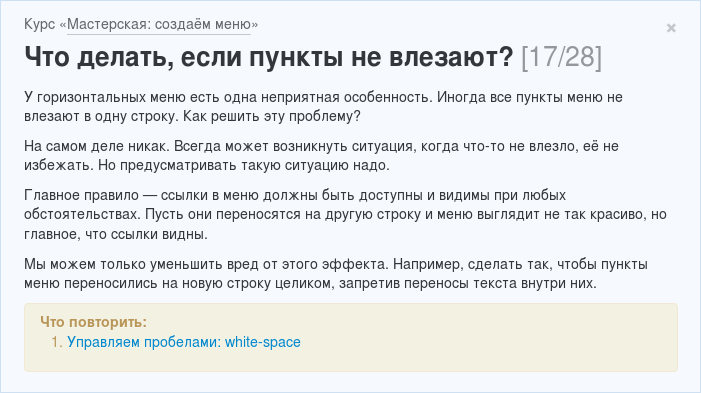 Курс «Мастерская: создаём меню»
Что делать, если пункты не влезают? [17/28]
У горизонтальных меню есть одна неприятная особенность. Иногда все пункты меню не
влезают в одну строку. Как решить эту проблему?
На самом деле никак. Всегда может возникнуть ситуация, когда что-то не влезло, её не
избежать. Но предусматривать такую ситуацию надо.
Главное правило — ссылки в меню должны быть доступны и видимы при любых
обстоятельствах. Пусть они переносятся на другую строку и меню выглядит не так красиво, но
главное, что ссылки видны.
Мы можем только уменьшить вред от этого эффекта. Например, сделать так, чтобы пункты
меню переносились на новую строку целиком, запретив переносы текста внутри них.
Что повторить:
1. Управляем пробелами: white-space